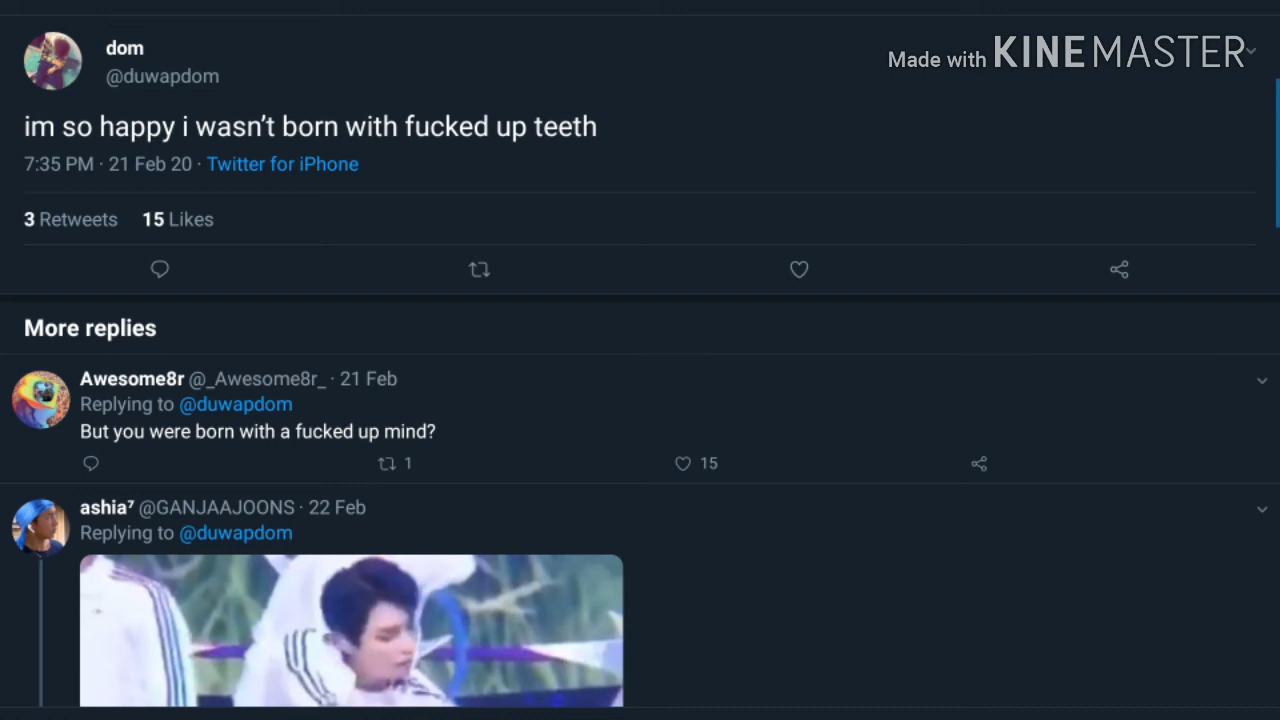 dom
Made with KINEMASTER
@duwapdom
im so happy i wasn’t born with fucked up teeth
7:35 PM · 21 Feb 20 · Twitter for iPhone
3 Retweets 15 Likes
More replies
Awesome8r @_Awesome8r_ · 21 Feb
Replying to @duwapdom
But you were born with a fucked up mind?
1 15
ashia⁷ @GANJAAJOONS · 22 Feb
Replying to @duwapdom